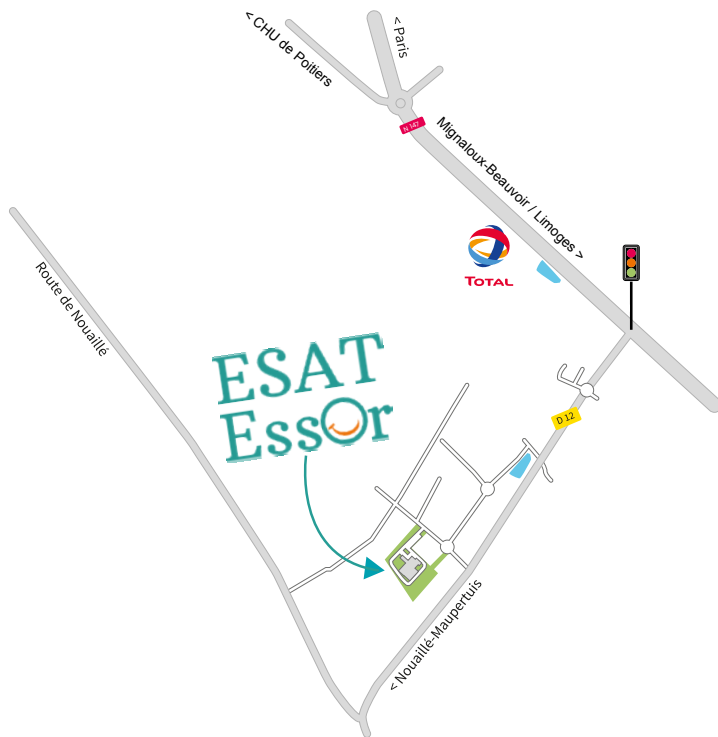 < CHU de Poitiers
< Paris
N 147
Mignaloux-Beauvoir / Limoges >
TOTAL
Route de Nouaillé
ESAT
Essor
D 12
< Nouaillé-Maupertuis